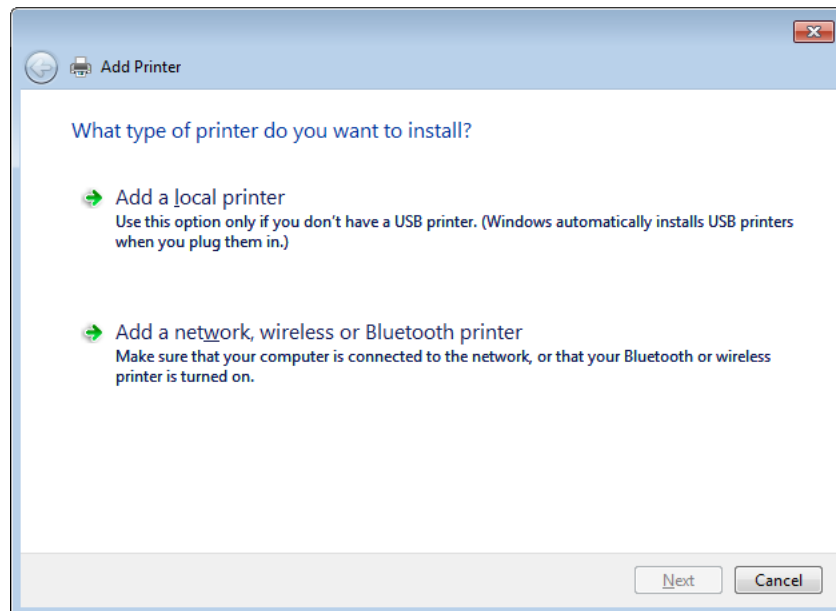 Add Printer
What type of printer do you want to install?
Add a local printer
Use this option only if you don't have a USB printer. (Windows automatically installs USB printers
when you plug them in.)
Add a network, wireless or Bluetooth printer
Make sure that your computer is connected to the network, or that your Bluetooth or wireless
printer is turned on.
Next
Cancel